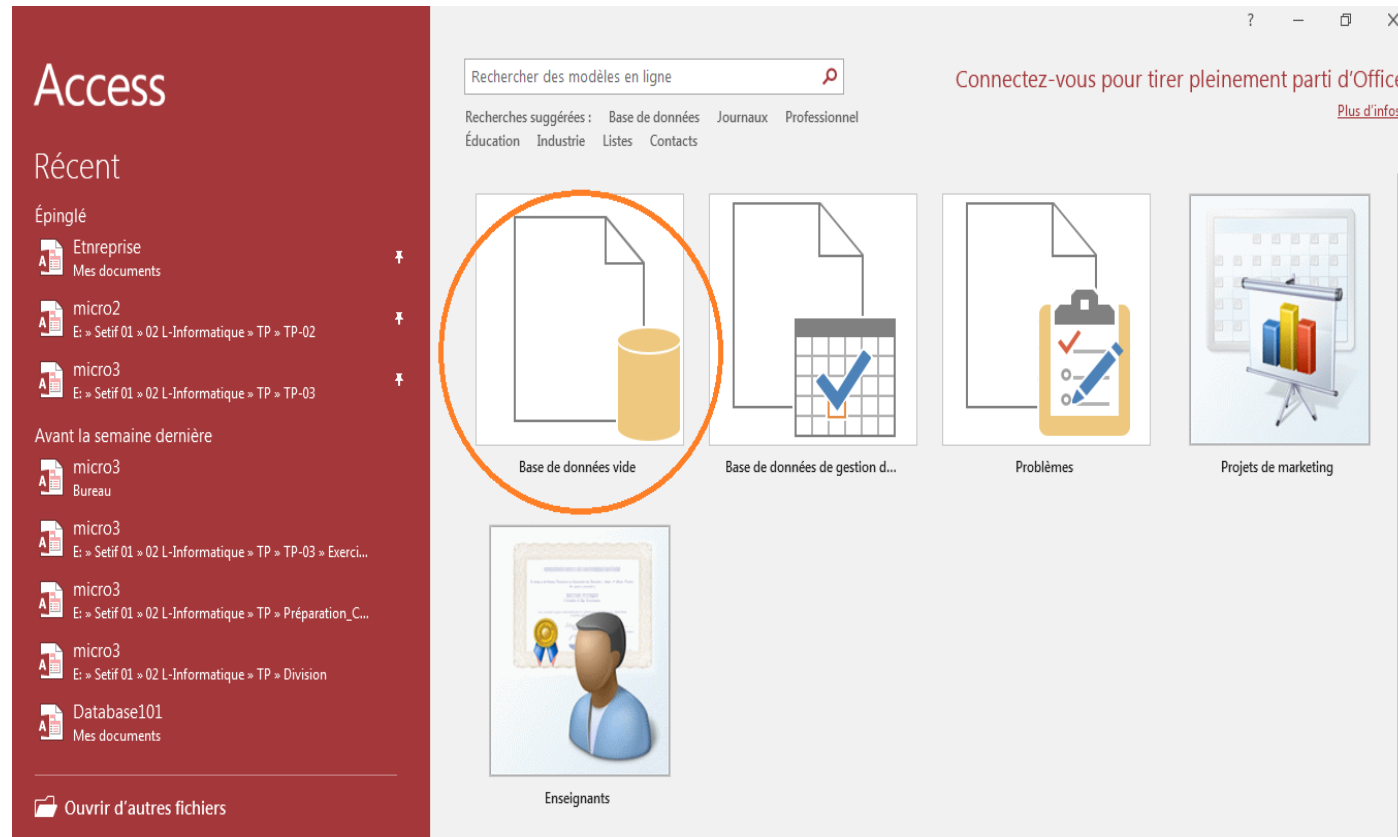 ?
Access
Rechercher des modèles en ligne
Connectez-vous pour tirer pleinement parti d'Office
Plus d'infos
Recherches suggérées : Base de données Journaux Professionnel
Éducation Industrie Listes Contacts
Récent
Épinglé
Etnreprise
Mes documents
micro2
E: » Setif 01 » 02 L-Informatique » TP » TP-02
micro3
E: » Setif 01 » 02 L-Informatique » TP » TP-03
Avant la semaine dernière
micro3
Bureau
micro3
E: » Setif 01 » 02 L-Informatique » TP » TP-03 » Exerci...
micro3
E: » Setif 01 » 02 L-Informatique » TP » Préparation_C...
micro3
E: » Setif 01 » 02 L-Informatique » TP » Division
Database101
Mes documents
Ouvrir d'autres fichiers
Base de données vide
Base de données de gestion d...
Problèmes
Projets de marketing
Enseignants